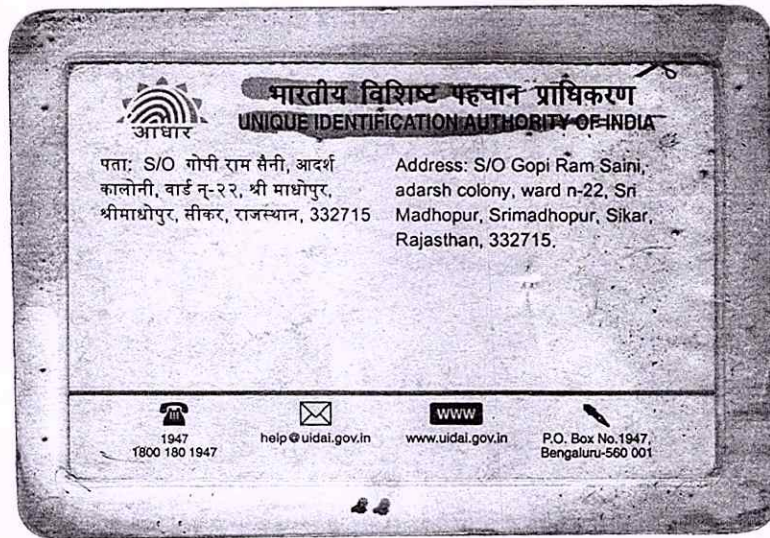 आधार
भारतीय विशिष्ट पहचान प्राधिकरण
UNIQUE IDENTIFICATION AUTHORITY OF INDIA
पता: S/O गोपी राम सैनी, आदर्श
कालोनी, वार्ड न्-२२, श्री माधोपुर,
श्रीमाधोपुर, सीकर, राजस्थान, 332715
Address: S/O Gopi Ram Saini,
adarsh colony, ward n-22, Sri
Madhopur, Srimadhopur, Sikar,
Rajasthan, 332715.
1947
1800 180 1947
help@uidai.gov.in
www
www.uidai.gov.in
P.O. Box No.1947,
Bengaluru-560 001